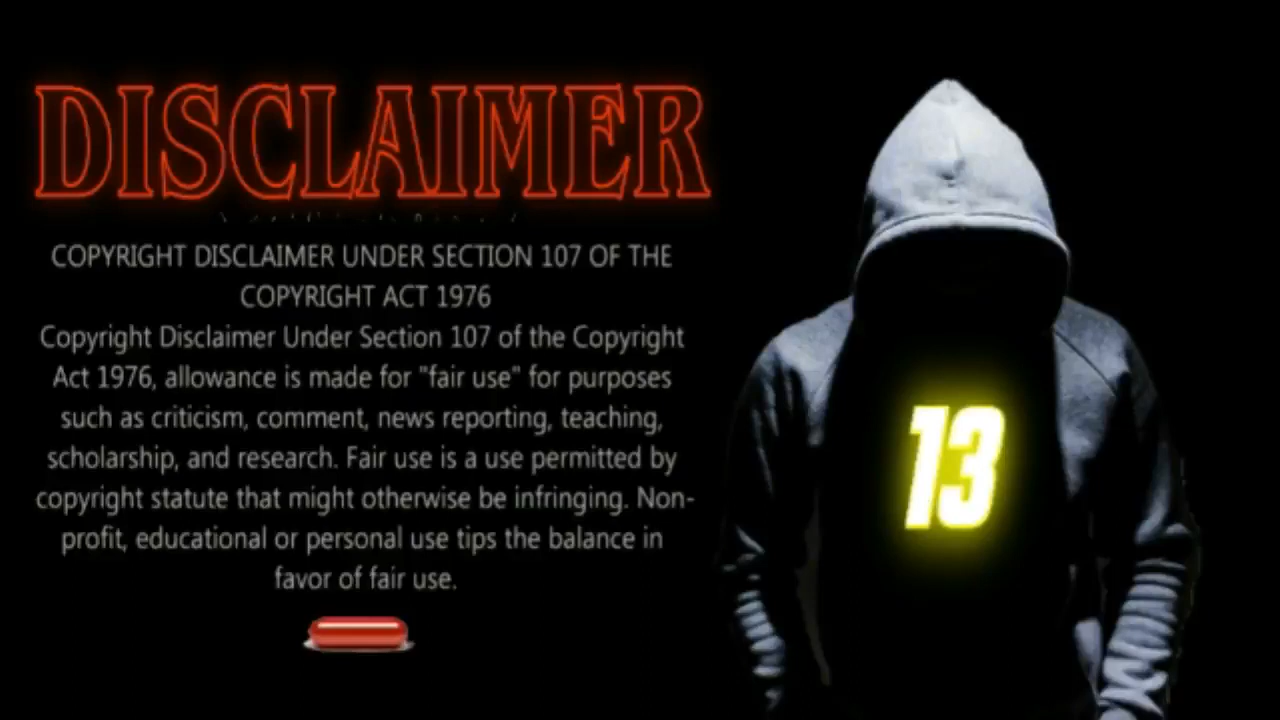 DISCLAIMER
COPYRIGHT DISCLAIMER UNDER SECTION 107 OF THE
COPYRIGHT ACT 1976
Copyright Disclaimer Under Section 107 of the Copyright
Act 1976, allowance is made for "fair use" for purposes
such as criticism, comment, news reporting, teaching,
scholarship, and research. Fair use is a use permitted by
copyright statute that might otherwise be infringing. Non-
profit, educational or personal use tips the balance in
favor of fair use.
13